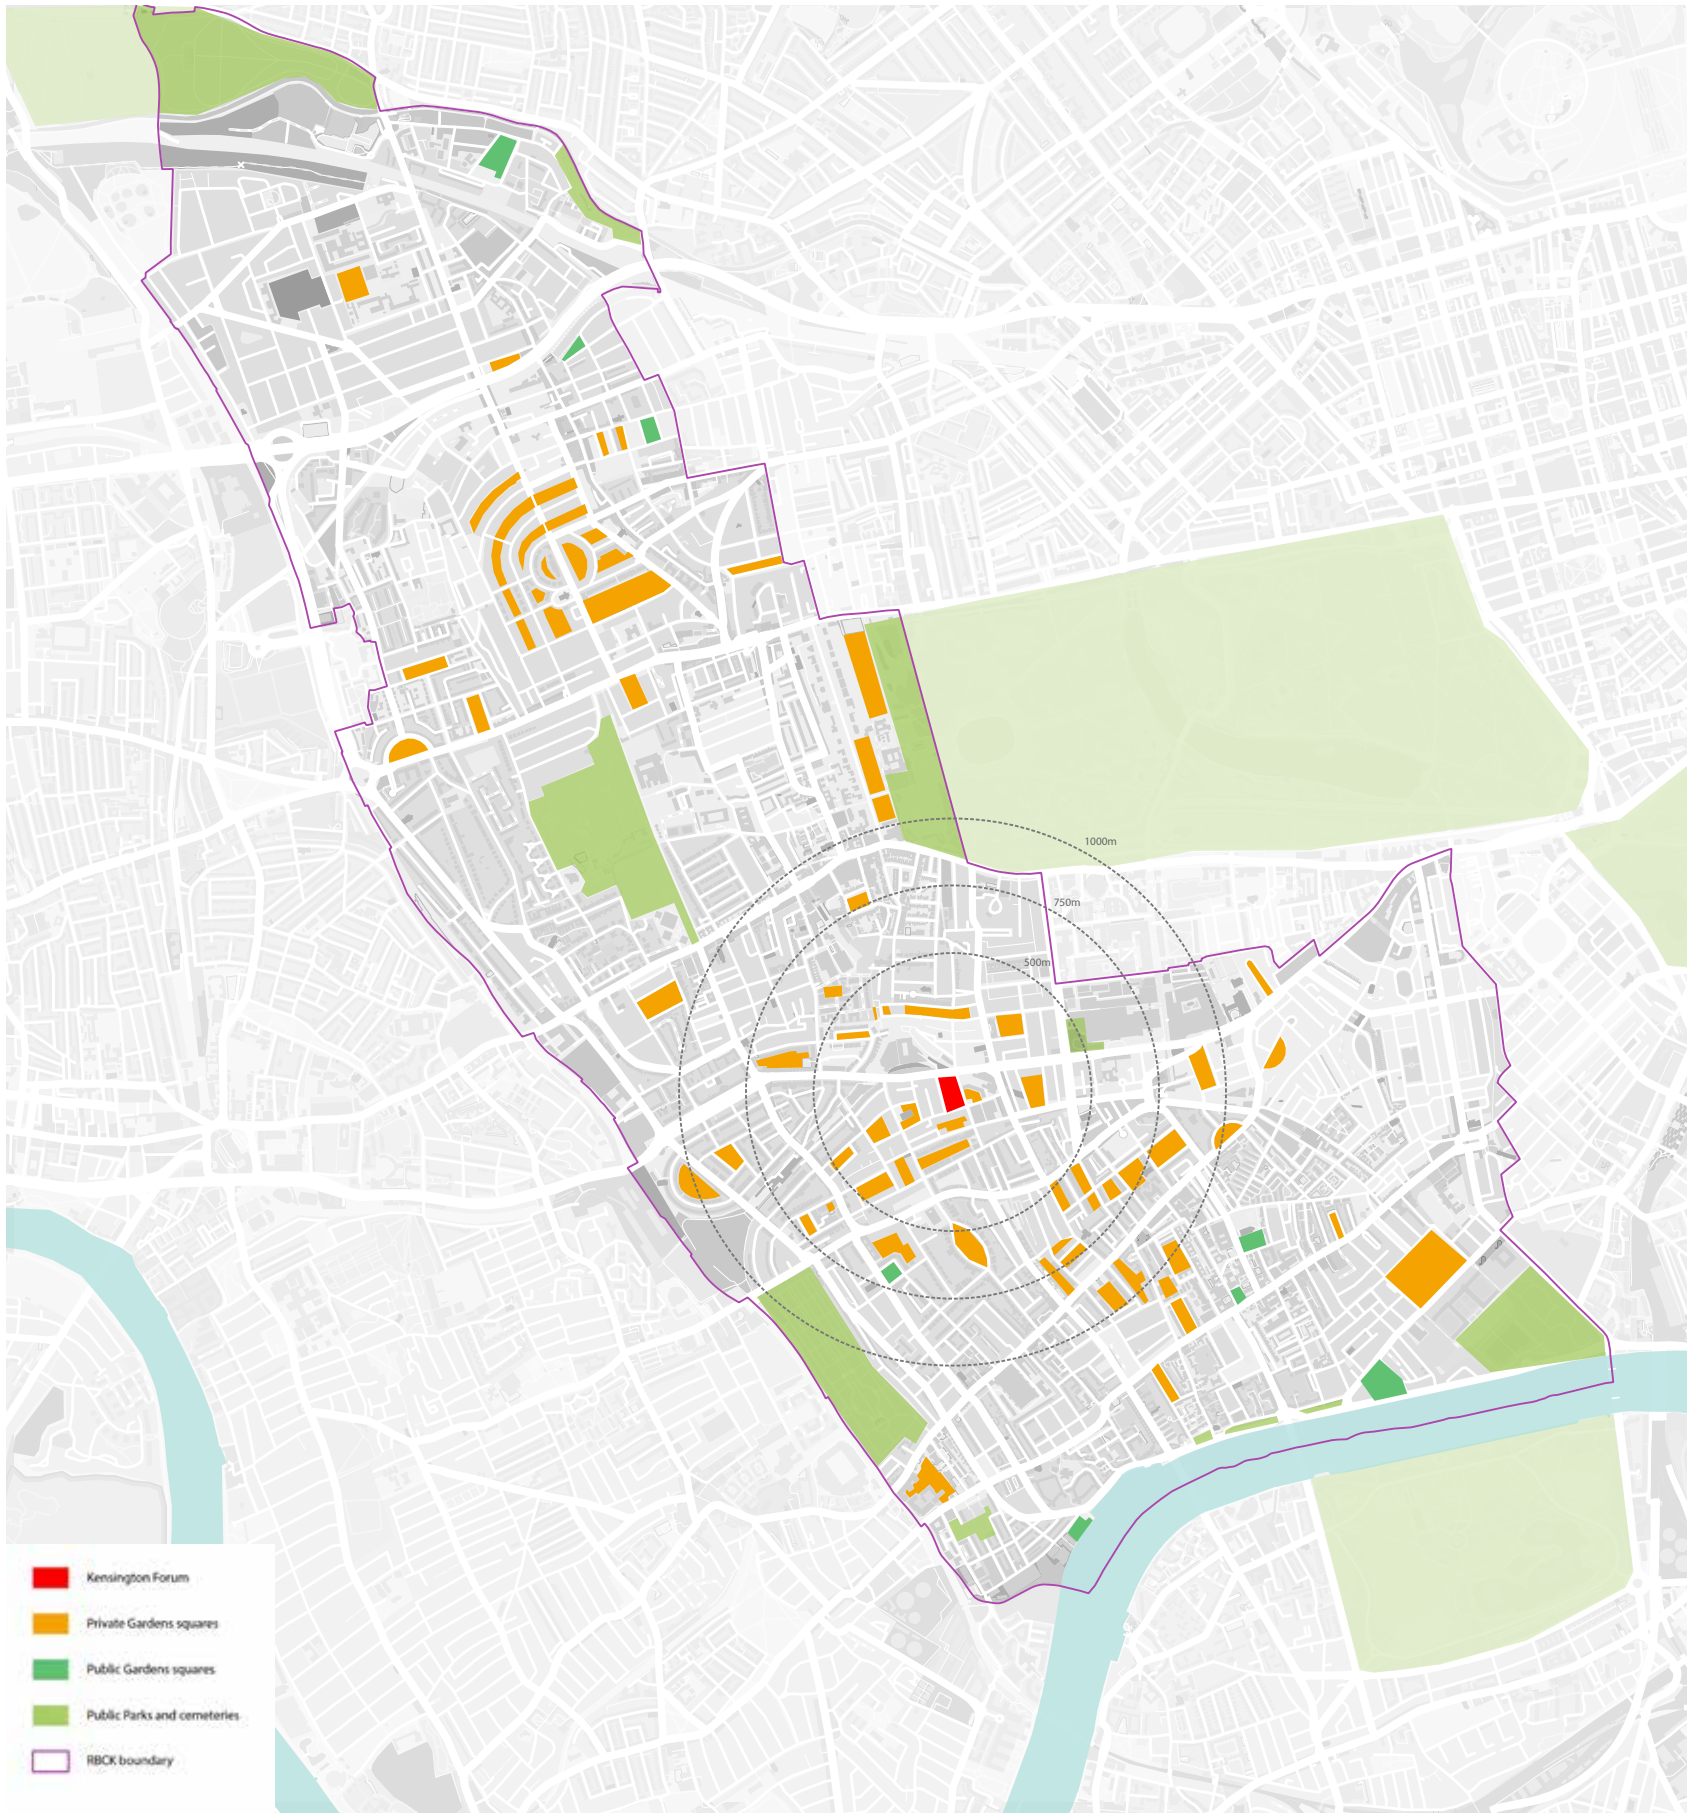 1000m
750m
500m
Kensington Forum
Private Gardens squares
Public Gardens squares
Public Parks and cemeteries
RBCK boundary